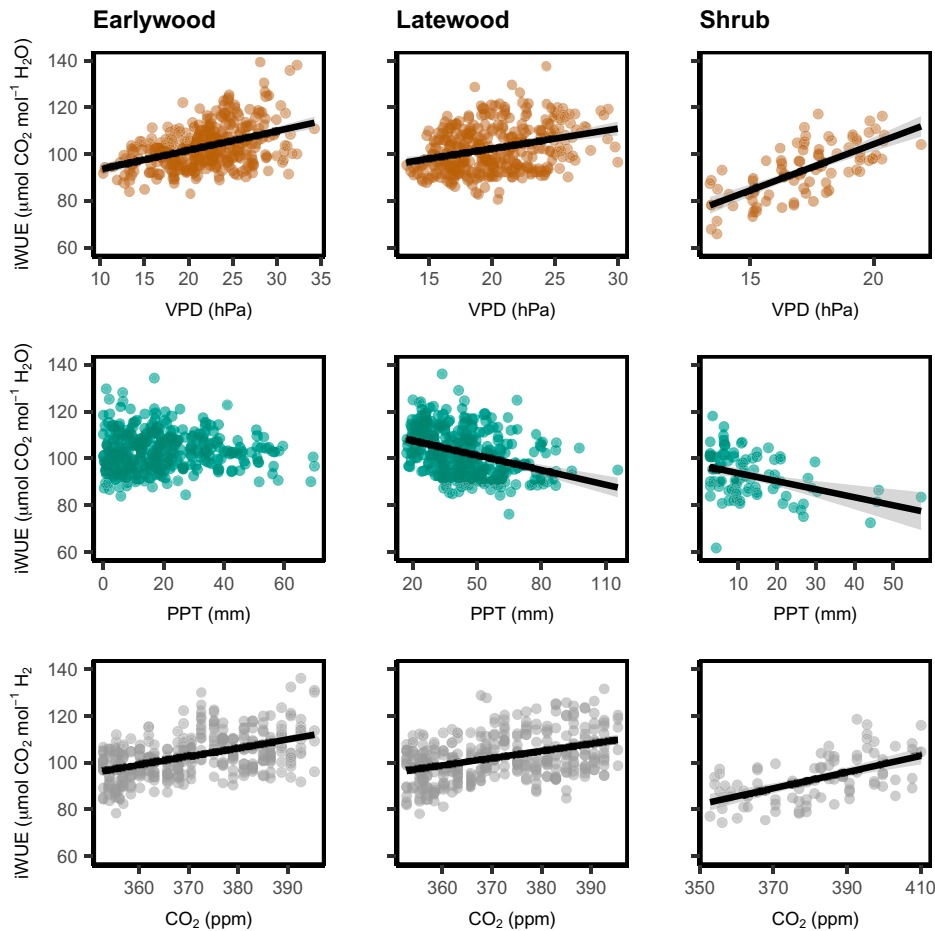 Earlywood Latewood Shrub
iWUE (μmol CO₂ mol⁻¹ H₂O)
140
120
100
80
60
10 15 20 25 30 35
VPD (hPa)
15 20 25 30
VPD (hPa)
15 20
VPD (hPa)
iWUE (μmol CO₂ mol⁻¹ H₂O)
140
120
100
80
60
0 20 40 60
PPT (mm)
20 50 80 110
PPT (mm)
10 20 30 40 50
PPT (mm)
iWUE (μmol CO₂ mol⁻¹ H₂
140
120
100
80
60
360 370 380 390
CO₂ (ppm)
360 370 380 390
CO₂ (ppm)
350 370 390 410
CO₂ (ppm)